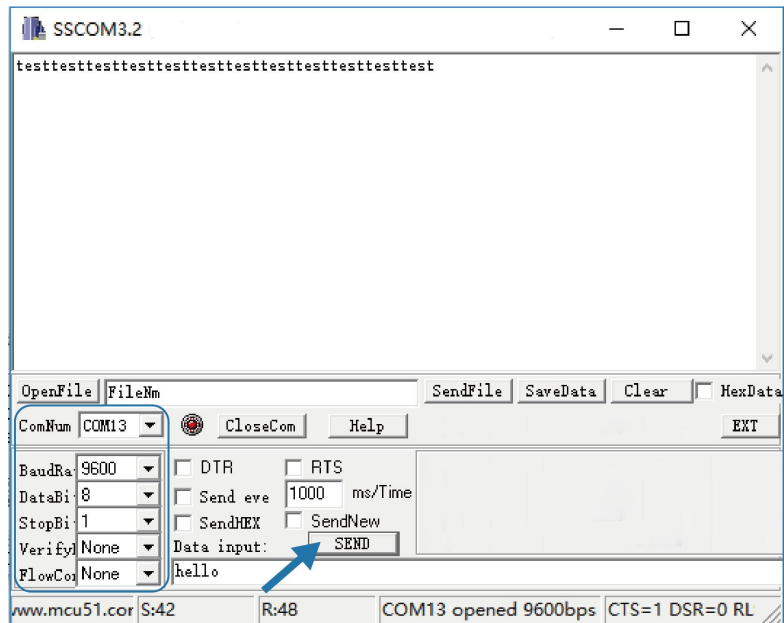 SSCOM3.2
testtesttesttesttesttesttesttesttesttesttesttest
OpenFile FileNm SendFile SaveData Clear HexData
ComNum COM13 CloseCom Help EXT
BaudRa 9600 DTR RTS
DataBi 8 Send eve 1000 ms/Time
StopBi 1 SendHEX SendNew
Verify None Data input: SEND
FlowCo None hello
www.mcu51.cor S:42 R:48 COM13 opened 9600bps CTS=1 DSR=0 RL